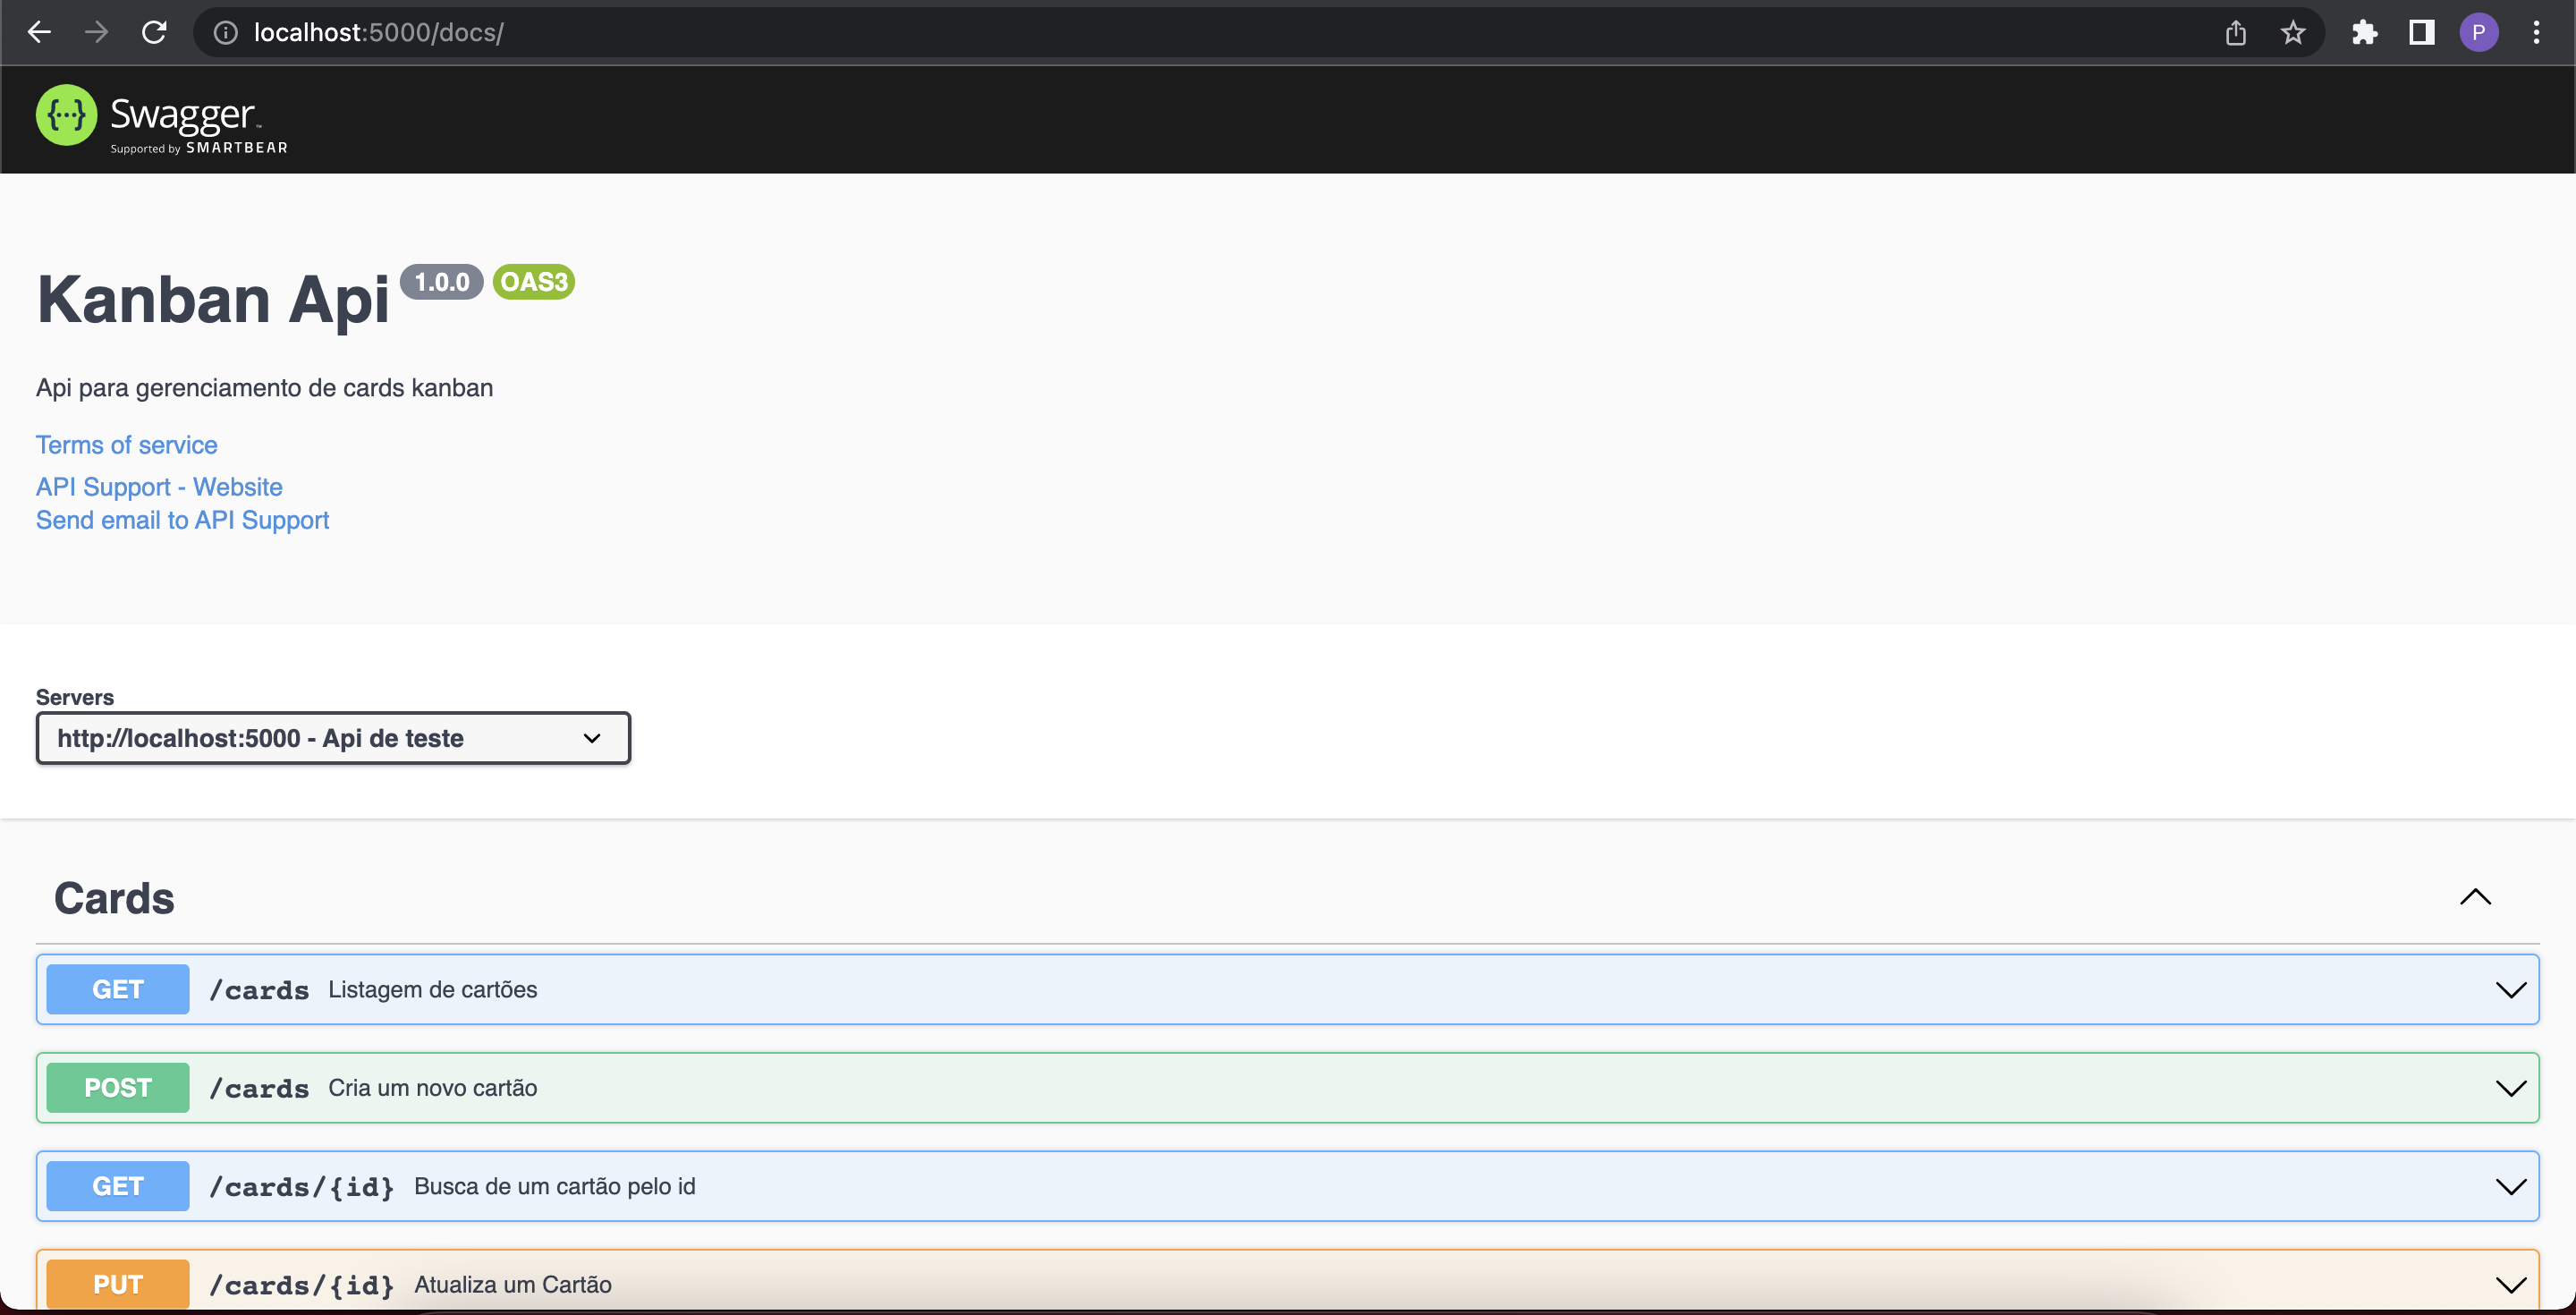 localhost:5000/docs/
P
{···} Swagger™
Supported by SMARTBEAR
Kanban Api 1.0.0 OAS3
Api para gerenciamento de cards kanban
Terms of service
API Support - Website
Send email to API Support
Servers
http://localhost:5000 - Api de teste
Cards
GET /cards Listagem de cartões
POST /cards Cria um novo cartão
GET /cards/{id} Busca de um cartão pelo id
PUT /cards/{id} Atualiza um Cartão